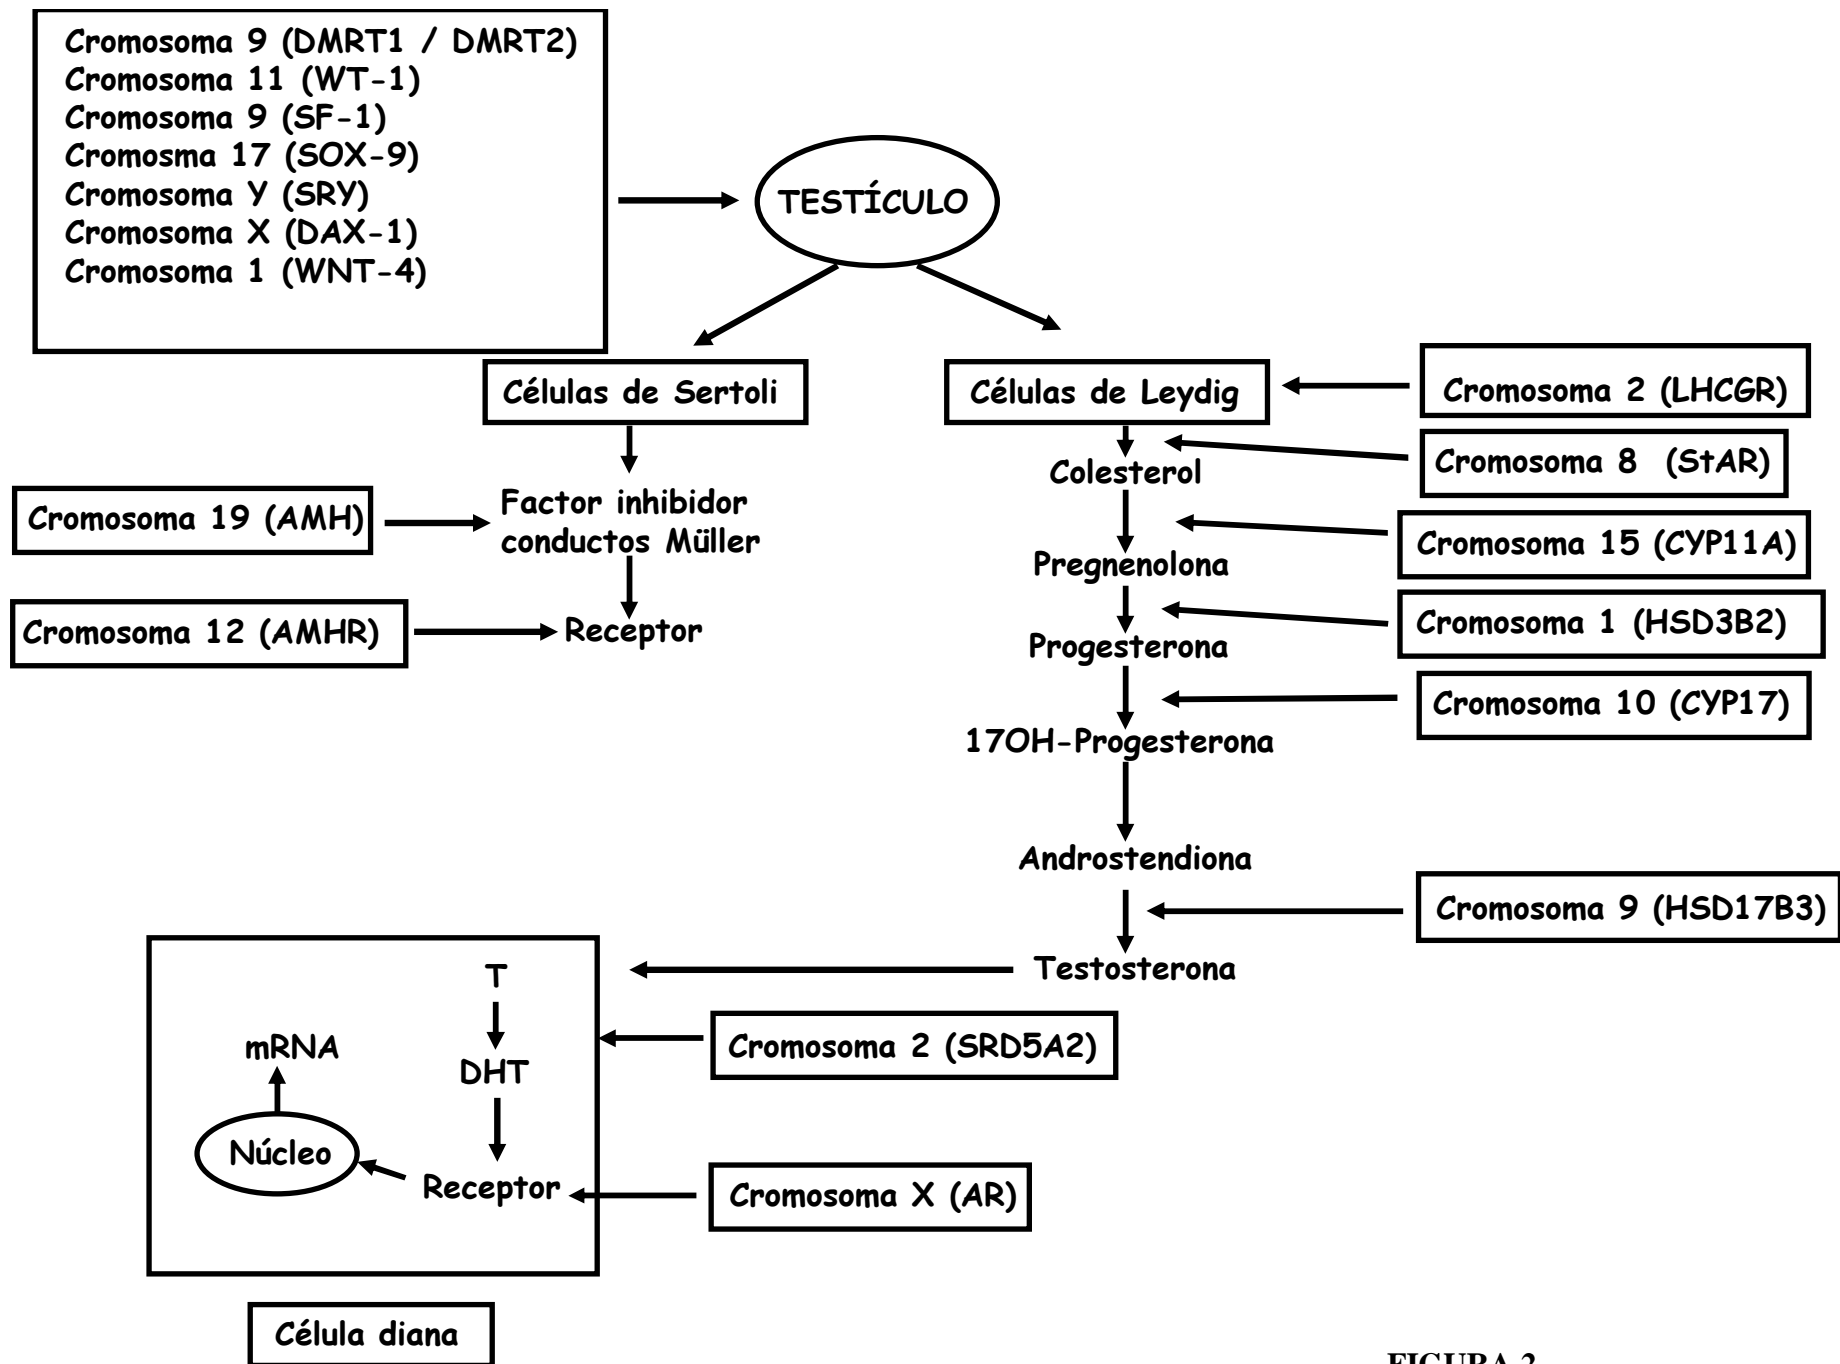 Cromosoma 9 (DMRT1 / DMRT2)
Cromosoma 11 (WT-1)
Cromosoma 9 (SF-1)
Cromosma 17 (SOX-9)
Cromosoma Y (SRY)
Cromosoma X (DAX-1)
Cromosoma 1 (WNT-4)
TESTÍCULO
Células de Sertoli
Células de Leydig
Cromosoma 2 (LHCGR)
Colesterol
Cromosoma 8 (StAR)
Cromosoma 19 (AMH)
Factor inhibidor
conductos Müller
Pregnenolona
Cromosoma 15 (CYP11A)
Cromosoma 12 (AMHR)
Receptor
Progesterona
Cromosoma 1 (HSD3B2)
Cromosoma 10 (CYP17)
17OH-Progesterona
Androstendiona
Cromosoma 9 (HSD17B3)
Testosterona
T
mRNA
DHT
Cromosoma 2 (SRD5A2)
Núcleo
Receptor
Cromosoma X (AR)
Célula diana
FIGURA 2